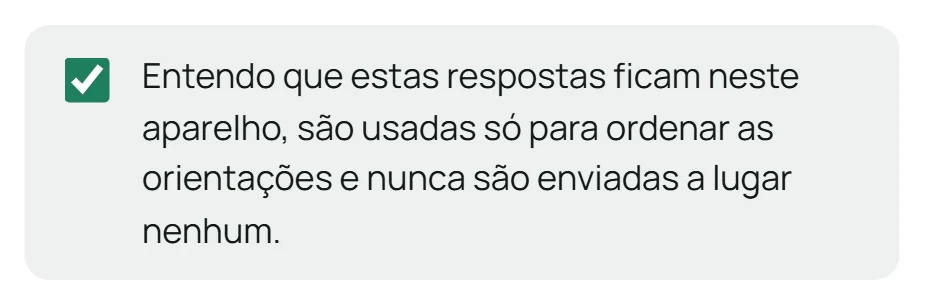 Entendo que estas respostas ficam neste
aparelho, são usadas só para ordenar as
orientações e nunca são enviadas a lugar
nenhum.